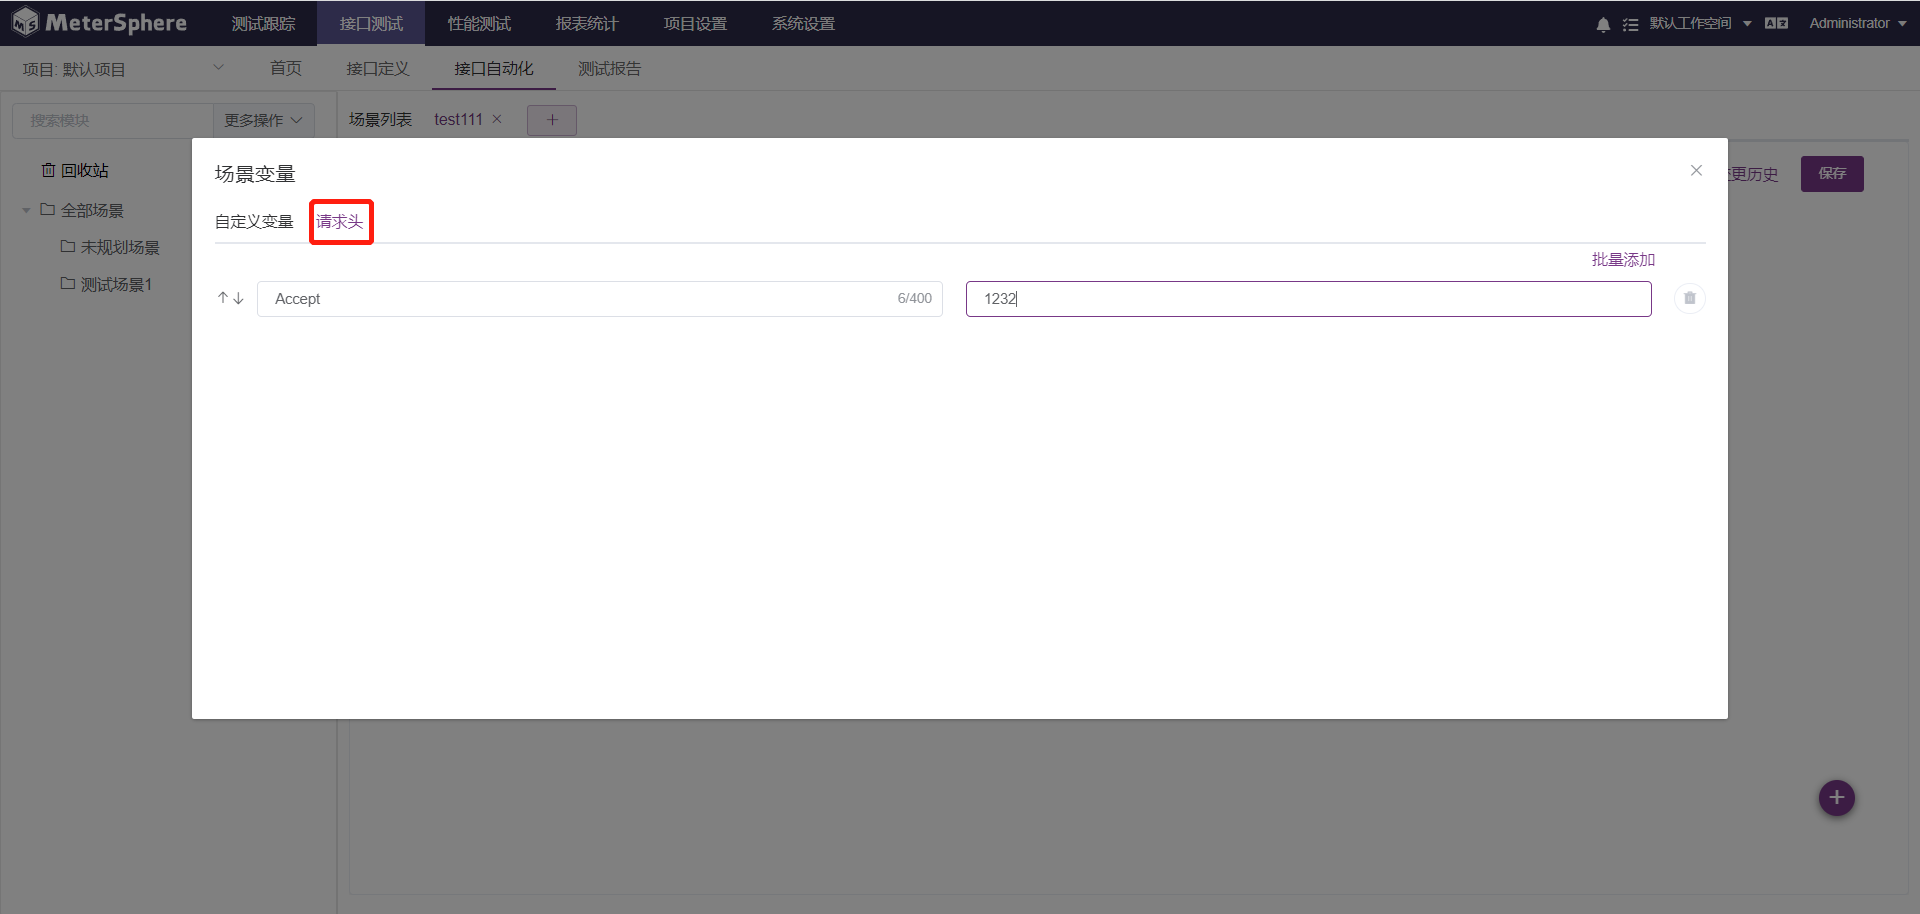 MeterSphere 测试跟踪 接口测试 性能测试 报表统计 项目设置 系统设置 默认工作空间 Administrator
项目: 默认项目 首页 接口定义 接口自动化 测试报告
搜索模块 更多操作 场景列表 test111
回收站
全部场景
未规划场景
测试场景1
更历史 保存
场景变量
自定义变量 请求头
批量添加
Accept 6/400 1232